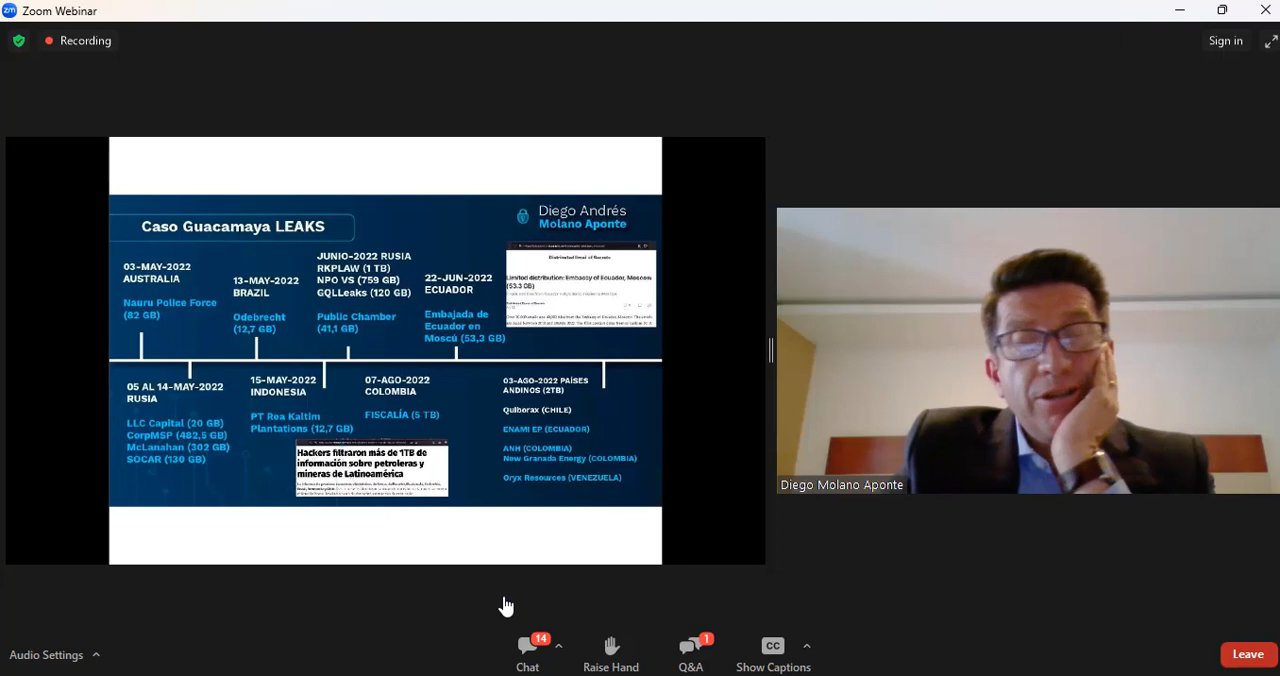 Zoom Webinar
Recording
Sign in
Caso Guacamaya LEAKS
Diego Andrés
Molano Aponte
03-MAY-2022
AUSTRALIA
Nauru Police Force
(82 GB)
13-MAY-2022
BRAZIL
Odebrecht
(12,7 GB)
JUNIO-2022 RUSIA
RKPLAW (1 TB)
NPO VS (759 GB)
GQLLeaks (120 GB)
Public Chamber
(41,1 GB)
22-JUN-2022
ECUADOR
Embajada de
Ecuador en
Moscú (53,3 GB)
Distributed Email of Secrets
Limited distribution: Embassy of Ecuador, Moscow
(53.3 GB)
05 AL 14-MAY-2022
RUSIA
LLC Capital (20 GB)
CorpMSP (482,5 GB)
McLanahan (302 GB)
SOCAR (130 GB)
15-MAY-2022
INDONESIA
PT Rea Kaltim
Plantations (12,7 GB)
07-AGO-2022
COLOMBIA
FISCALÍA (5 TB)
Hackers filtraron más de 1TB de
información sobre petroleras y
mineras de Latinoamérica
03-AGO-2022 PAÍSES
ANDINOS (2TB)
Quiborax (CHILE)
ENAMI EP (ECUADOR)
ANH (COLOMBIA)
New Granada Energy (COLOMBIA)
Oryx Resources (VENEZUELA)
Diego Molano Aponte
Audio Settings
14
Chat
Raise Hand
1
Q&A
CC
Show Captions
Leave